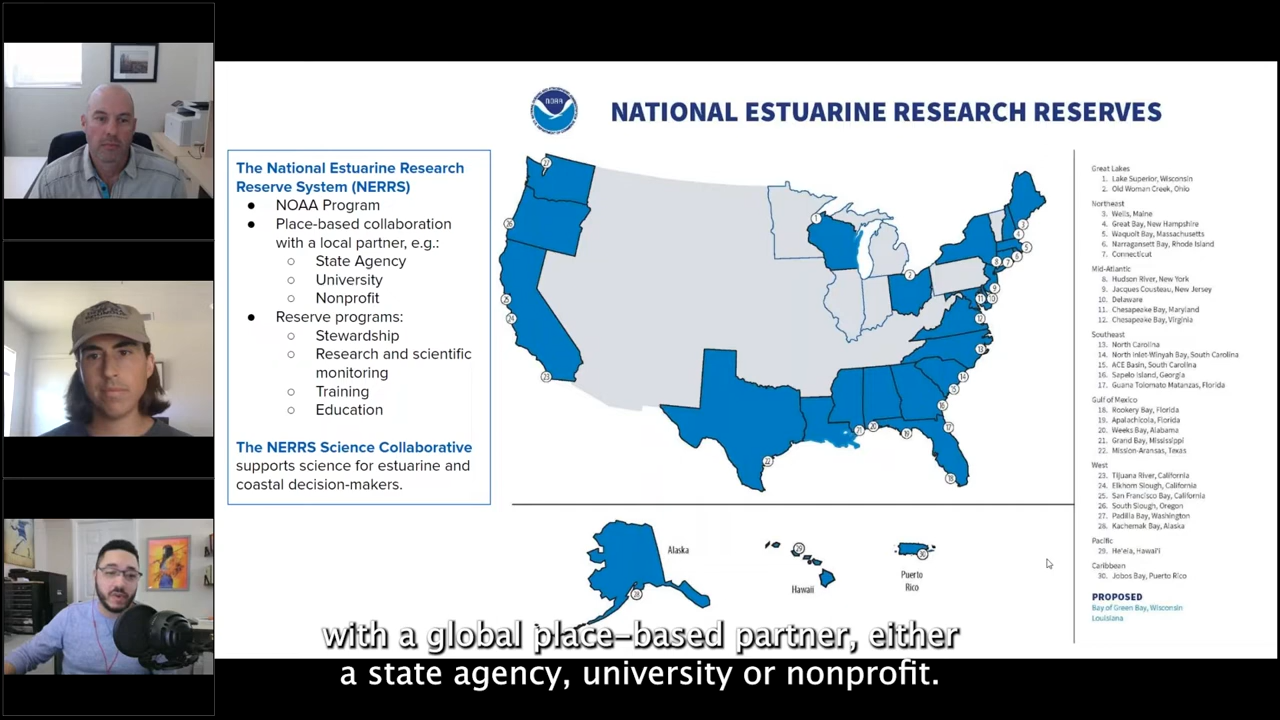 NOAA
NATIONAL ESTUARINE RESEARCH RESERVES
The National Estuarine Research
Reserve System (NERRS)
● NOAA Program
● Place-based collaboration
with a local partner, e.g.:
○ State Agency
○ University
○ Nonprofit
● Reserve programs:
○ Stewardship
○ Research and scientific
monitoring
○ Training
○ Education
The NERRS Science Collaborative
supports science for estuarine and
coastal decision-makers.
Alaska
Hawaii
Puerto
Rico
Great Lakes
1. Lake Superior, Wisconsin
2. Old Woman Creek, Ohio
Northeast
3. Wells, Maine
4. Great Bay, New Hampshire
5. Waquoit Bay, Massachusetts
6. Narragansett Bay, Rhode Island
7. Connecticut
Mid-Atlantic
8. Hudson River, New York
9. Jacques Cousteau, New Jersey
10. Delaware
11. Chesapeake Bay, Maryland
12. Chesapeake Bay, Virginia
Southeast
13. North Carolina
14. North Inlet-Winyah Bay, South Carolina
15. ACE Basin, South Carolina
16. Sapelo Island, Georgia
17. Guana Tolomato Matanzas, Florida
Gulf of Mexico
18. Rookery Bay, Florida
19. Apalachicola, Florida
20. Weeks Bay, Alabama
21. Grand Bay, Mississippi
22. Mission-Aransas, Texas
West
23. Tijuana River, California
24. Elkhorn Slough, California
25. San Francisco Bay, California
26. South Slough, Oregon
27. Padilla Bay, Washington
28. Kachemak Bay, Alaska
Pacific
29. He'eia, Hawai'i
Caribbean
30. Jobos Bay, Puerto Rico
PROPOSED
Bay of Green Bay, Wisconsin
Louisiana
with a global place-based partner, either
a state agency, university or nonprofit.